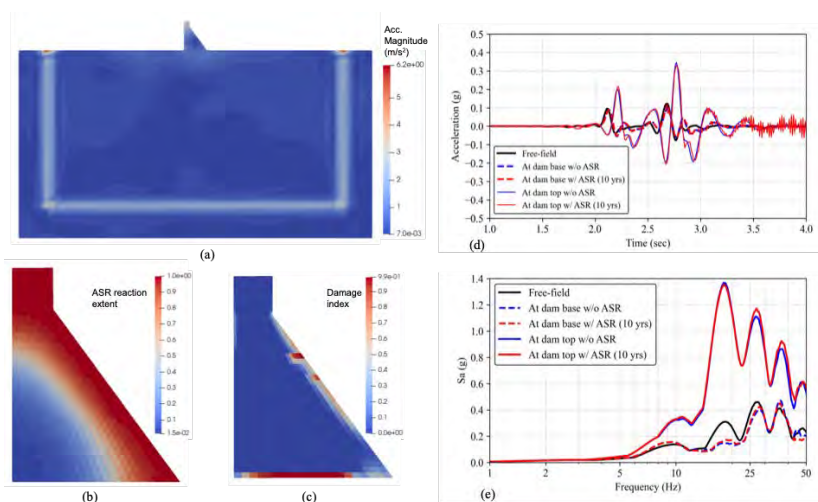 Acc.
Magnitude
(m/s²)
6.2e+00
5
4
3
2
1
7.0e-03
(a)
ASR reaction
extent
1.0e+00
0.9
0.8
0.7
0.6
0.5
0.4
0.3
0.2
0.1
1.5e-02
(b)
Damage
index
9.9e-01
0.9
0.8
0.7
0.6
0.5
0.4
0.3
0.2
0.1
0.0e+00
(c)
Acceleration (g)
0.5
0.4
0.3
0.2
0.1
0.0
−0.1
−0.2
−0.3
−0.4
−0.5
Free-field
At dam base w/o ASR
At dam base w/ ASR (10 yrs)
At dam top w/o ASR
At dam top w/ ASR (10 yrs)
1.0 1.5 2.0 2.5 3.0 3.5 4.0
Time (sec)
(d)
Sa (g)
1.4
1.2
1.0
0.8
0.6
0.4
0.2
0.0
Free-field
At dam base w/o ASR
At dam base w/ ASR (10 yrs)
At dam top w/o ASR
At dam top w/ ASR (10 yrs)
1 2 5 10 25 50
Frequency (Hz)
(e)